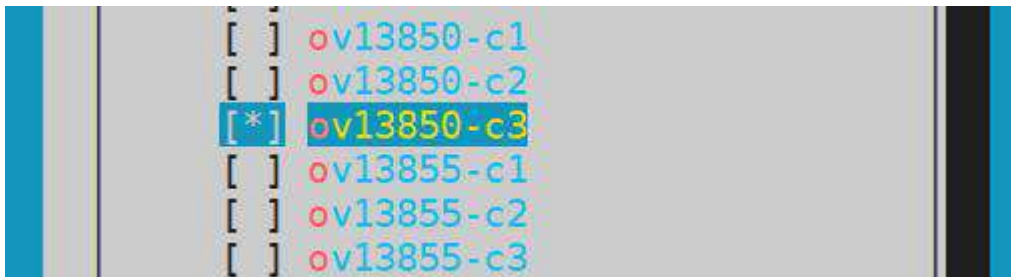 [ ] ov13850-c1
[ ] ov13850-c2
[*] ov13850-c3
[ ] ov13855-c1
[ ] ov13855-c2
[ ] ov13855-c3